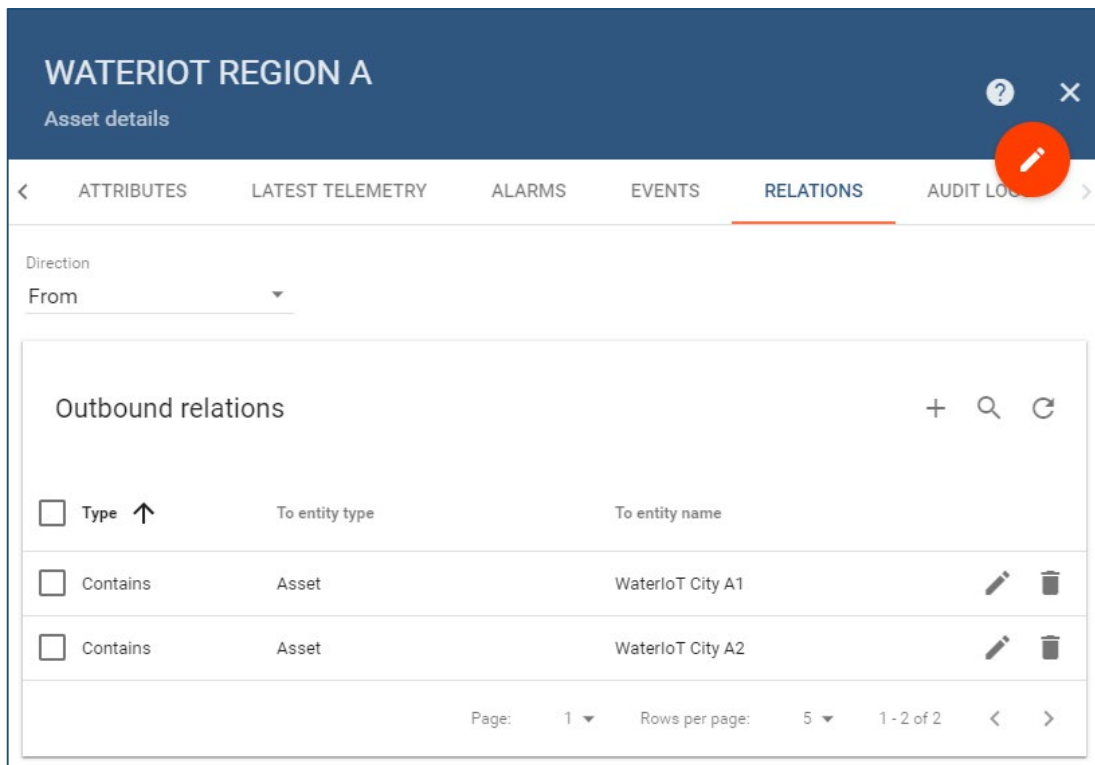 WATERIOT REGION A
Asset details
ATTRIBUTES LATEST TELEMETRY ALARMS EVENTS RELATIONS AUDIT
Direction
From
Outbound relations
Type To entity type To entity name
Contains Asset WaterIoT City A1
Contains Asset WaterIoT City A2
Page: 1 Rows per page: 5 1 - 2 of 2